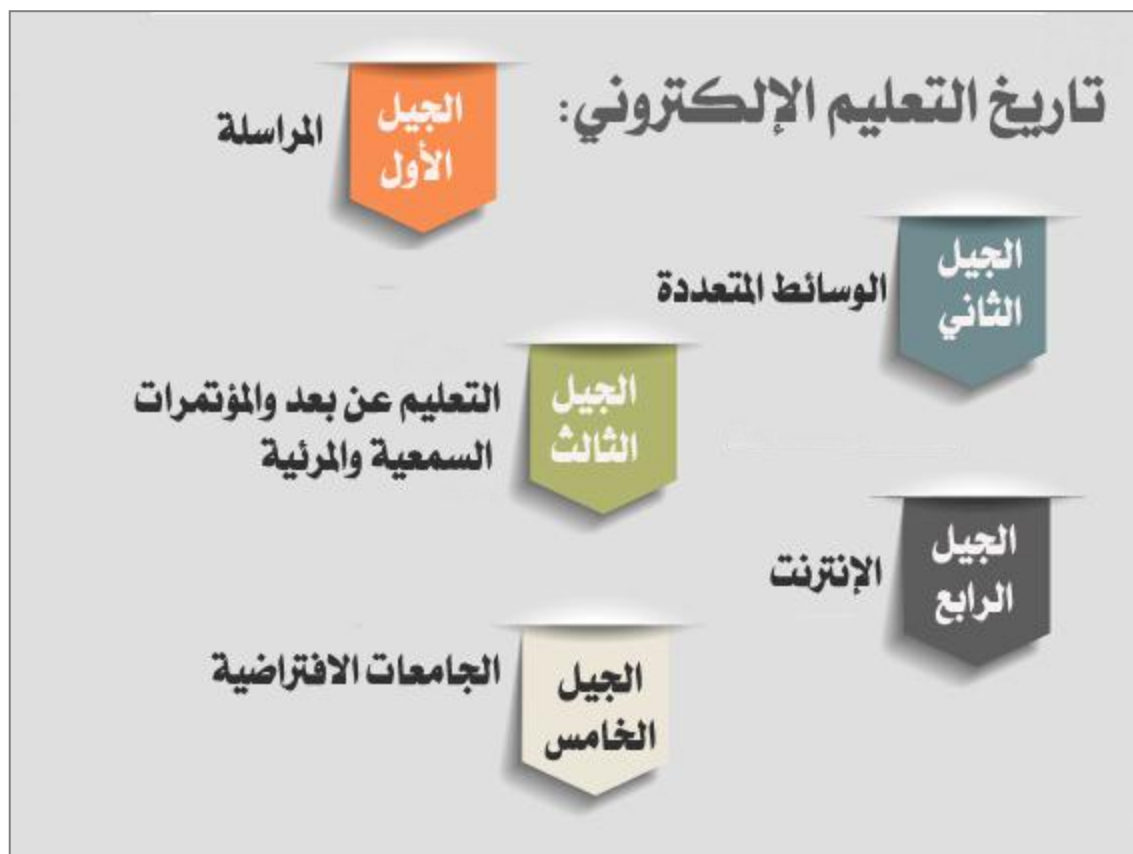 تاريخ التعليم الإلكتروني:
الجيل
الأول
المراسلة
الجيل
الثاني
الوسائط المتعددة
الجيل
الثالث
التعليم عن بعد والمؤتمرات
السمعية والمرئية
الجيل
الرابع
الإنترنت
الجيل
الخامس
الجامعات الافتراضية